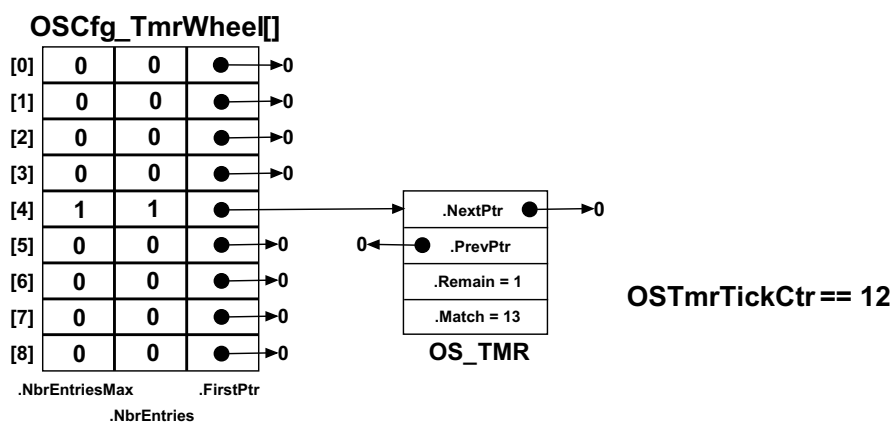 OSCfg_TmrWheel[]
[0] 0 0 0
[1] 0 0 0
[2] 0 0 0
[3] 0 0 0
[4] 1 1 .NextPtr 0
[5] 0 0 0 0 .PrevPtr
[6] 0 0 0 .Remain = 1
OSTmrTickCtr == 12
[7] 0 0 0 .Match = 13
[8] 0 0 0 OS_TMR
.NbrEntriesMax .FirstPtr
.NbrEntries